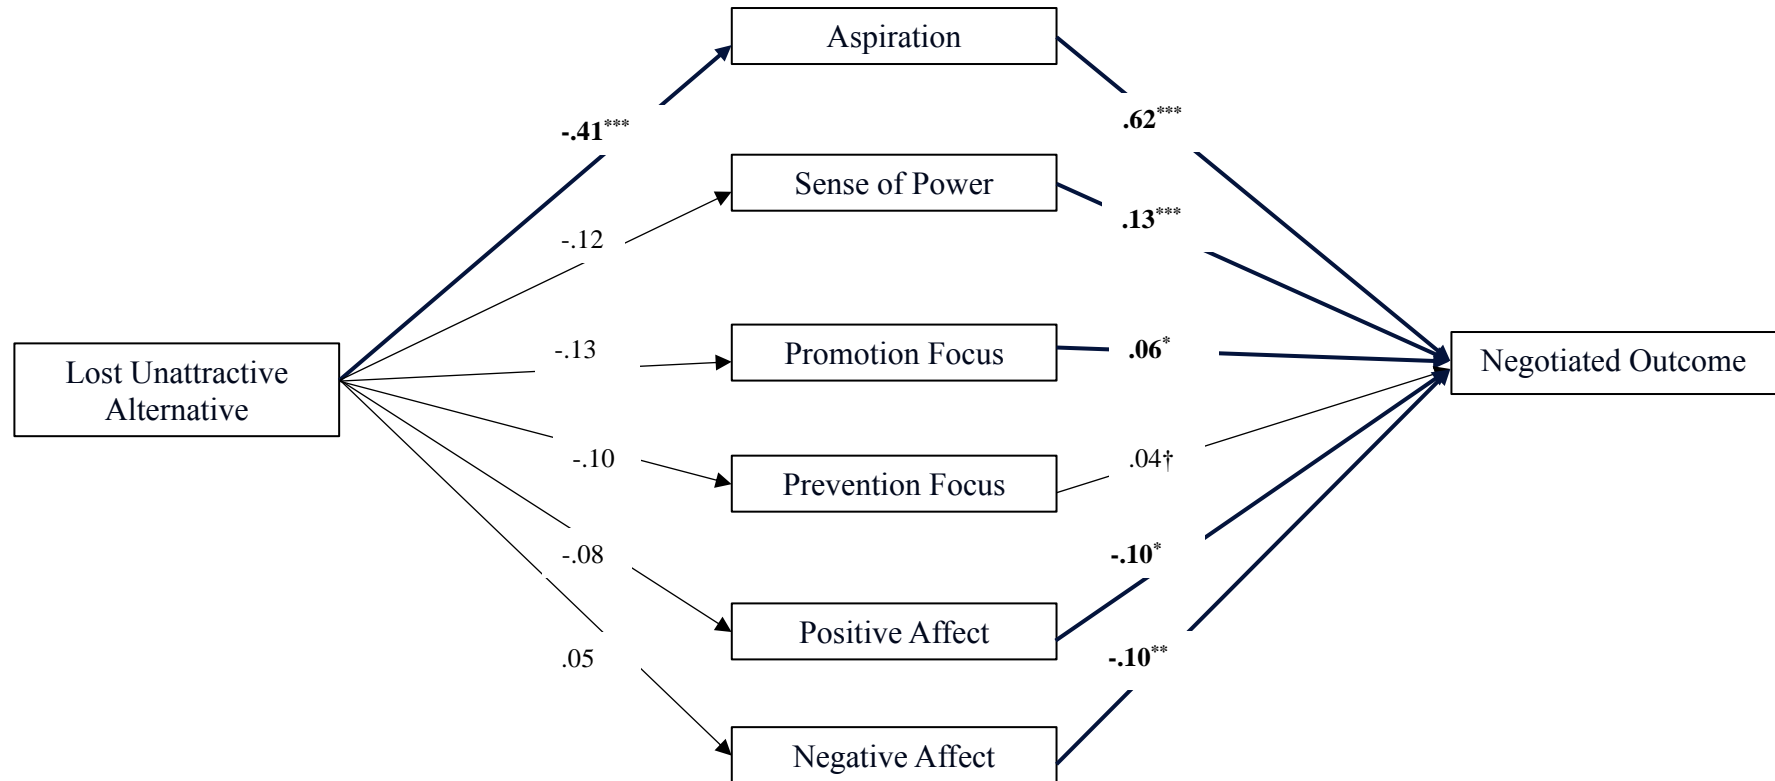 Aspiration
-.41***
.62***
Sense of Power
-.12
.13***
Lost Unattractive
Alternative
-.13
Promotion Focus
.06*
Negotiated Outcome
-.10
Prevention Focus
.04†
-.08
Positive Affect
-.10*
.05
Negative Affect
-.10**